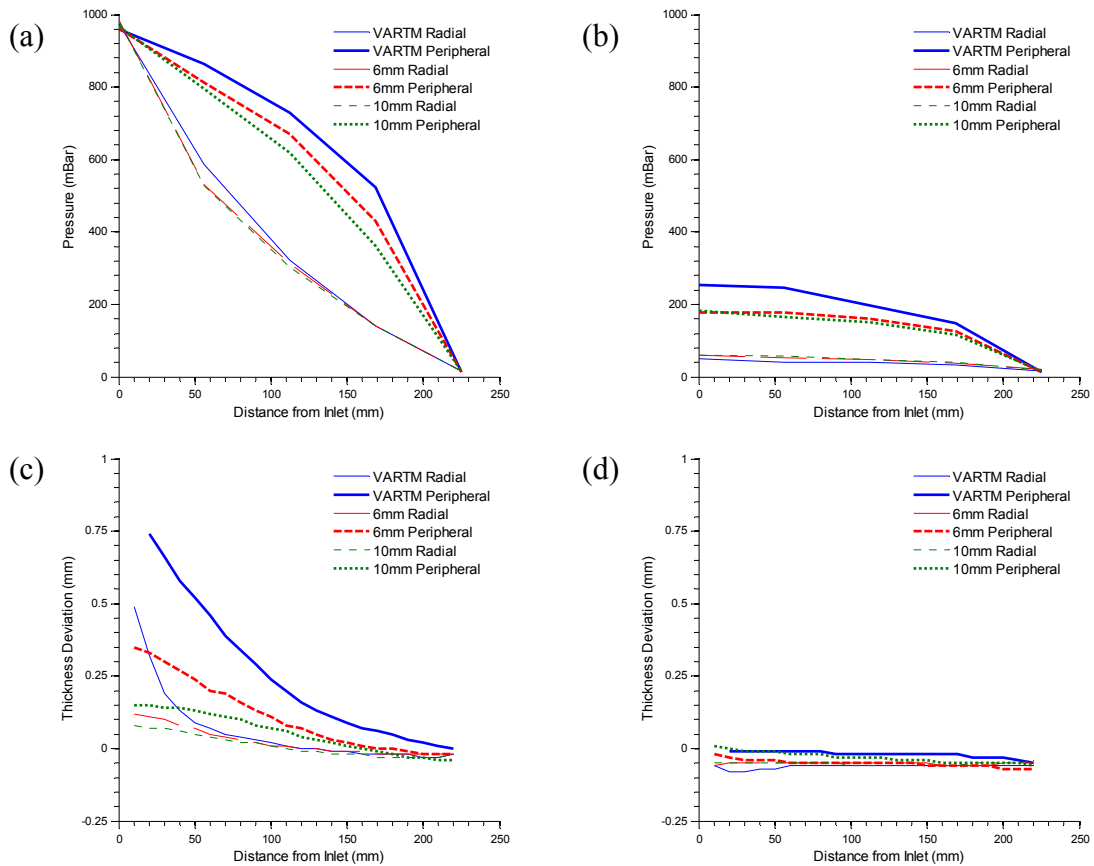 (a)
1000
800
600
400
200
0
Pressure (mBar)
0 50 100 150 200 250
Distance from Inlet (mm)
VARTM Radial
VARTM Peripheral
6mm Radial
6mm Peripheral
10mm Radial
10mm Peripheral
(b)
1000
800
600
400
200
0
Pressure (mBar)
0 50 100 150 200 250
Distance from Inlet (mm)
VARTM Radial
VARTM Peripheral
6mm Radial
6mm Peripheral
10mm Radial
10mm Peripheral
(c)
1
0.75
0.5
0.25
0
-0.25
Thickness Deviation (mm)
0 50 100 150 200 250
Distance from Inlet (mm)
VARTM Radial
VARTM Peripheral
6mm Radial
6mm Peripheral
10mm Radial
10mm Peripheral
(d)
1
0.75
0.5
0.25
0
-0.25
Thickness Deviation (mm)
0 50 100 150 200 250
Distance from Inlet (mm)
VARTM Radial
VARTM Peripheral
6mm Radial
6mm Peripheral
10mm Radial
10mm Peripheral